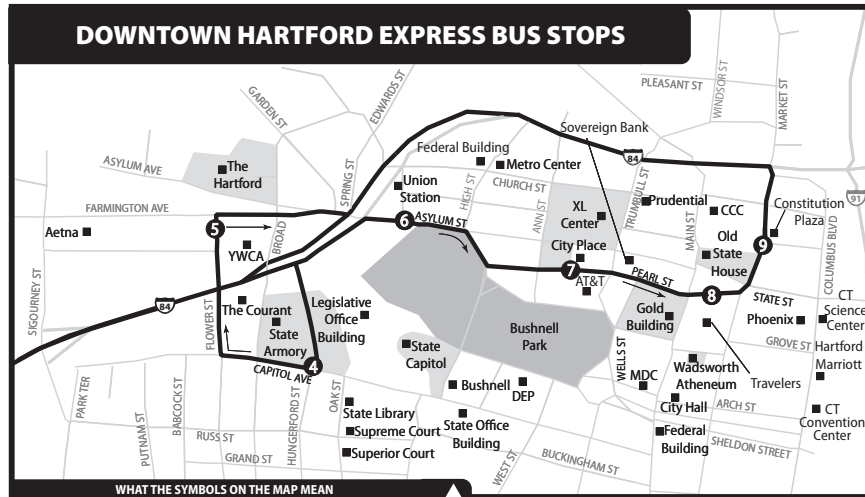 DOWNTOWN HARTFORD EXPRESS BUS STOPS
PLEASANT ST
WINDSOR ST
MARKET ST
EDWARDS ST
GARDEN ST
Sovereign Bank
Federal Building
Metro Center
84
ASYLUM AVE
The
Hartford
SPRING ST
Union
Station
HIGH ST
CHURCH ST
ANN ST
XL
Center
TRUMBULL ST
Prudential
CCC
MAIN ST
Constitution
Plaza
91
FARMINGTON AVE
Aetna
5
BROAD
YWCA
6
ASYLUM ST
City Place
7
AT&T
PEARL ST
Old
State
House
9
COLUMBUS BLVD
SIGOURNEY ST
84
FLOWER ST
The Courant
State
Armory
Legislative
Office
Building
State
Capitol
Bushnell
Park
Gold
Building
8
STATE ST
Phoenix
CT
Science
Center
GROVE ST
Hartford
Marriott
4
CAPITOL AVE
WELLS ST
MDC
Wadsworth
Atheneum
Travelers
PARK TER
PUTNAM ST
BABCOCK ST
HUNGERFORD ST
OAK ST
Bushnell
DEP
City Hall
ARCH ST
CT
Convention
Center
RUSS ST
GRAND ST
State Library
Supreme Court
Superior Court
State Office
Building
WEST ST
BUCKINGHAM ST
Federal
Building
SHELDON STREET
WHAT THE SYMBOLS ON THE MAP MEAN